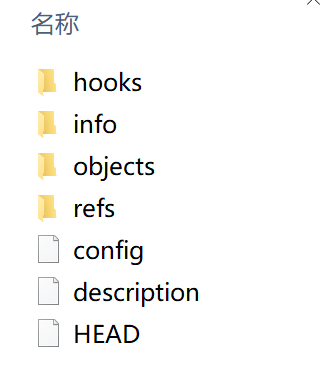 名称
hooks
info
objects
refs
config
description
HEAD